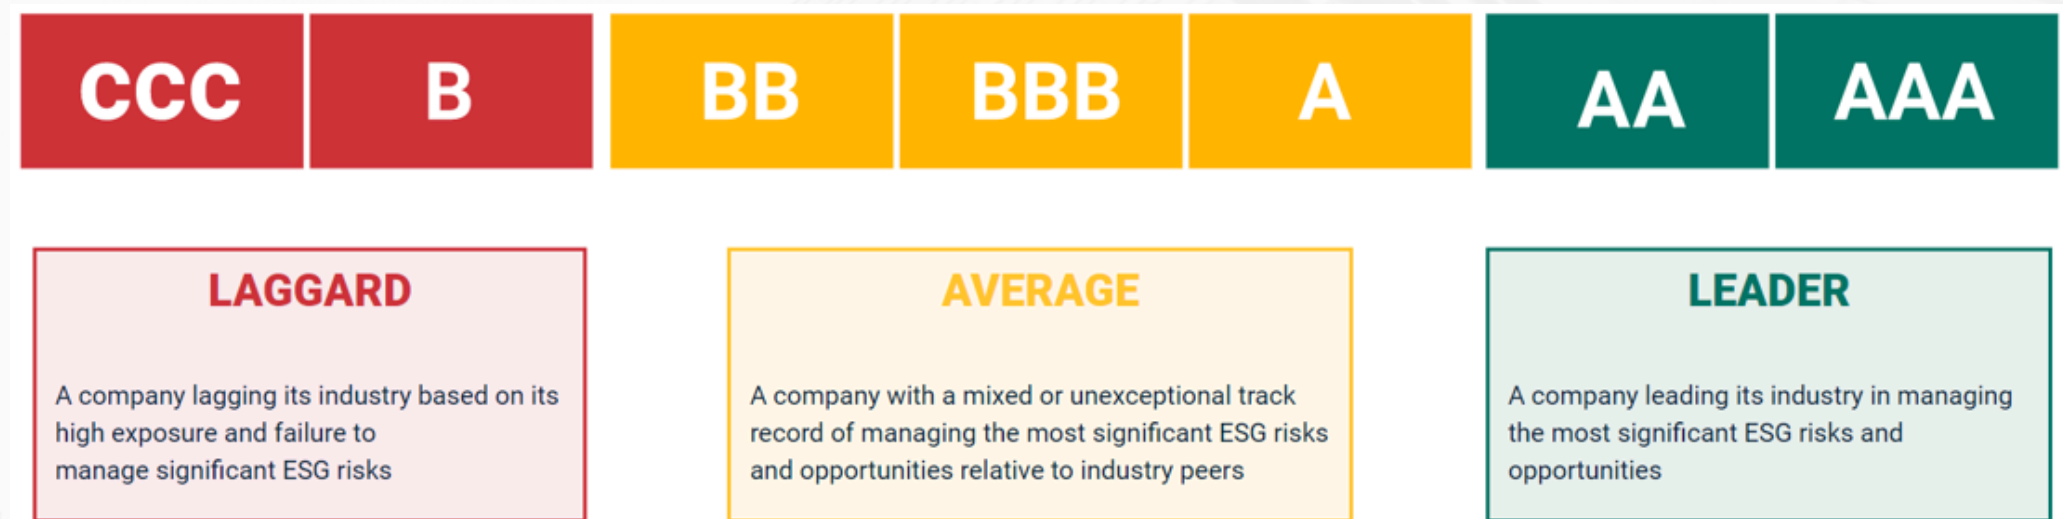 CCC B BB BBB A AA AAA
LAGGARD
A company lagging its industry based on its
high exposure and failure to
manage significant ESG risks
AVERAGE
A company with a mixed or unexceptional track
record of managing the most significant ESG risks
and opportunities relative to industry peers
LEADER
A company leading its industry in managing
the most significant ESG risks and
opportunities